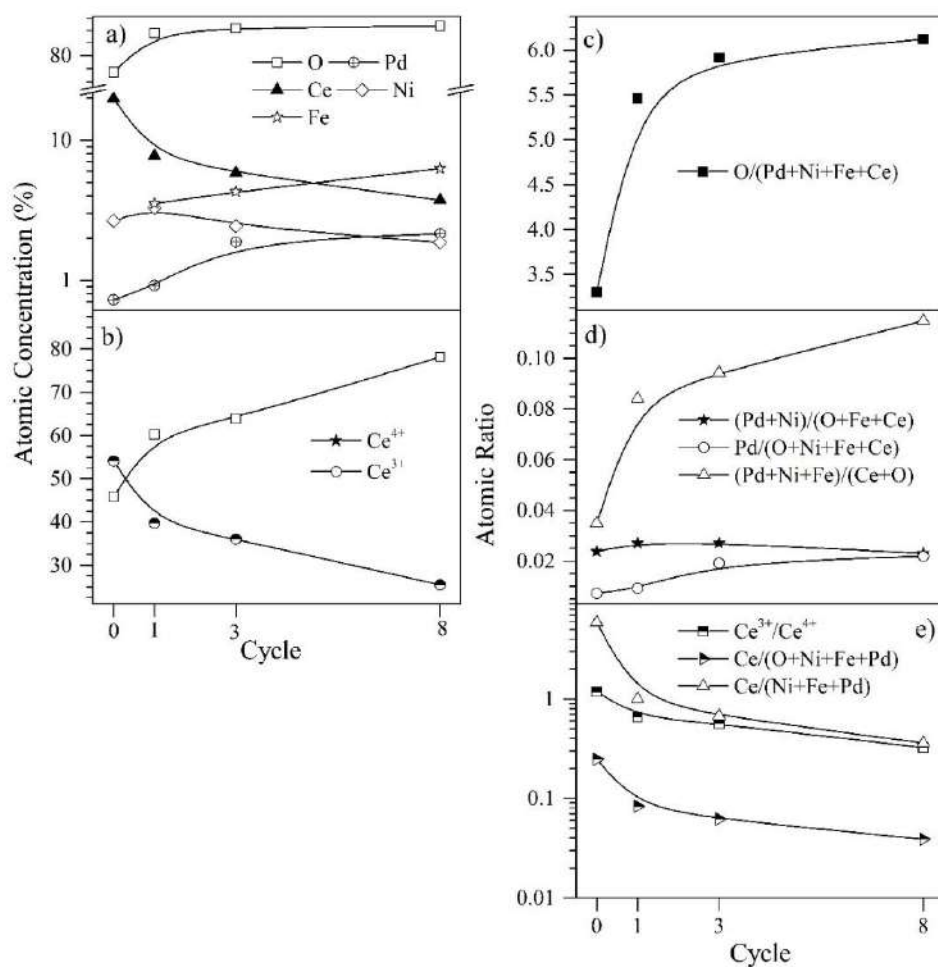 a)
80
O
Pd
Ce
Ni
Fe
10
1
Atomic Concentration (%)
b)
80
70
60
50
40
30
Ce4+
Ce3+
0
1
3
8
Cycle
c)
6.0
5.5
5.0
4.5
4.0
3.5
O/(Pd+Ni+Fe+Ce)
d)
0.10
0.08
0.06
0.04
0.02
(Pd+Ni)/(O+Fe+Ce)
Pd/(O+Ni+Fe+Ce)
(Pd+Ni+Fe)/(Ce+O)
Atomic Ratio
e)
Ce3+/Ce4+
Ce/(O+Ni+Fe+Pd)
Ce/(Ni+Fe+Pd)
1
0.1
0.01
0
1
3
8
Cycle